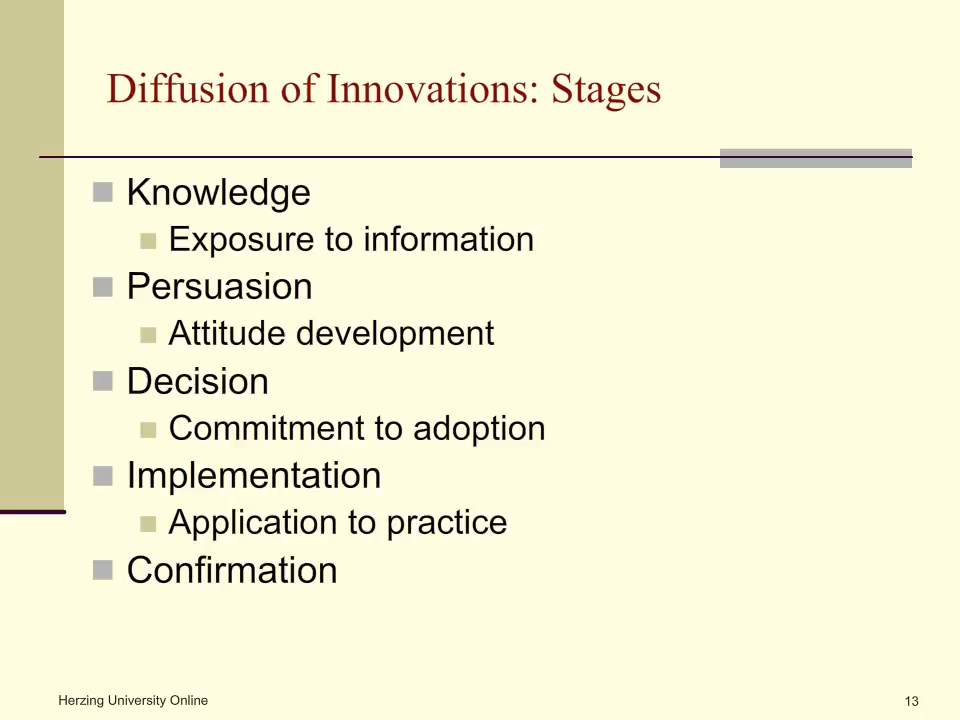 Diffusion of Innovations: Stages
Knowledge
Exposure to information
Persuasion
Attitude development
Decision
Commitment to adoption
Implementation
Application to practice
Confirmation
Herzing University Online
13